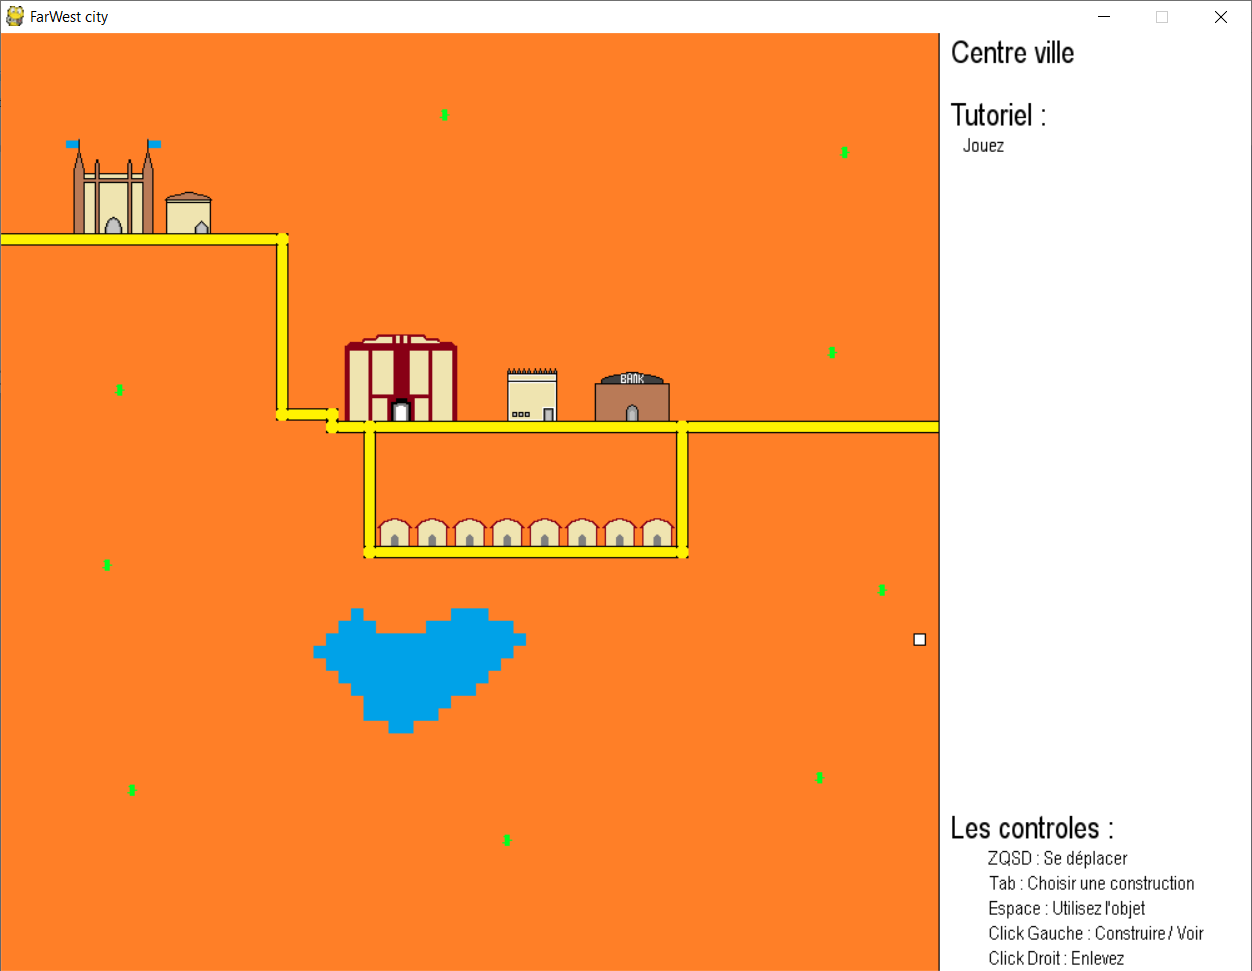 FarWest city
Centre ville
Tutoriel :
Jouez
BANK
Les controles :
ZQSD : Se déplacer
Tab : Choisir une construction
Espace : Utilisez l'objet
Click Gauche : Construire / Voir
Click Droit : Enlevez